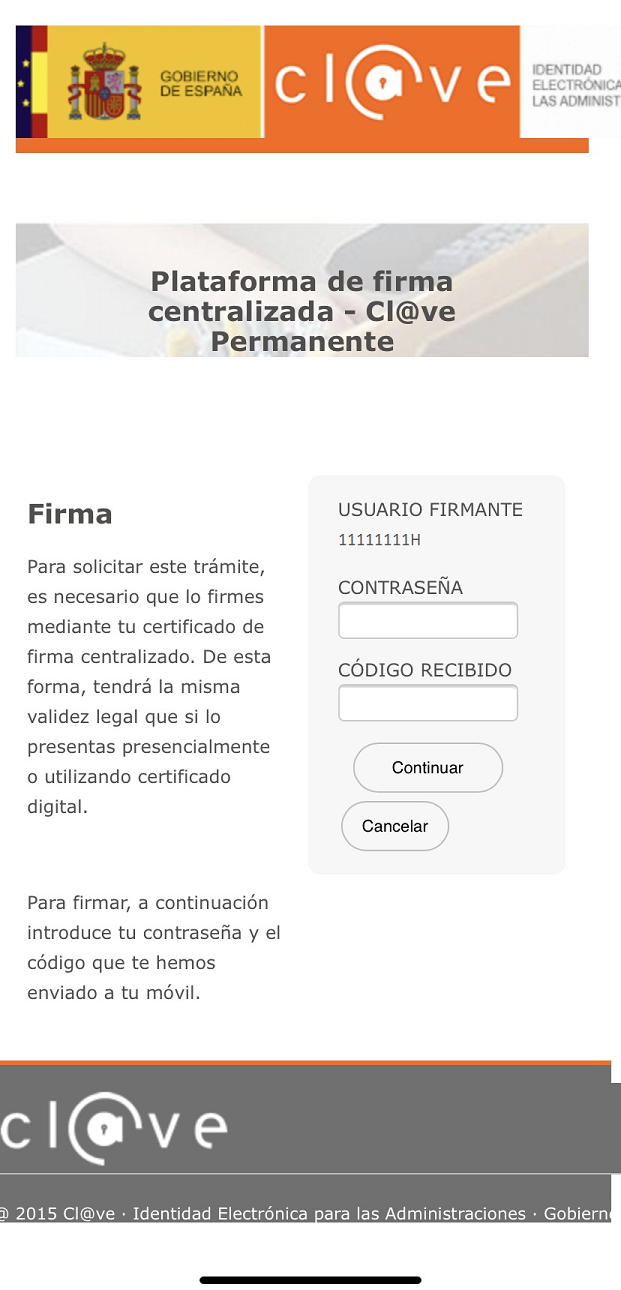 GOBIERNO
DE ESPAÑA
cl@ve
IDENTIDAD
ELECTRÓNICA
LAS ADMINIST
Plataforma de firma
centralizada - Cl@ve
Permanente
Firma
Para solicitar este trámite,
es necesario que lo firmes
mediante tu certificado de
firma centralizado. De esta
forma, tendrá la misma
validez legal que si lo
presentas presencialmente
o utilizando certificado
digital.
Para firmar, a continuación
introduce tu contraseña y el
código que te hemos
enviado a tu móvil.
USUARIO FIRMANTE
11111111H
CONTRASEÑA
CÓDIGO RECIBIDO
Continuar
Cancelar
cl@ve
@ 2015 Cl@ve · Identidad Electrónica para las Administraciones · Gobierno